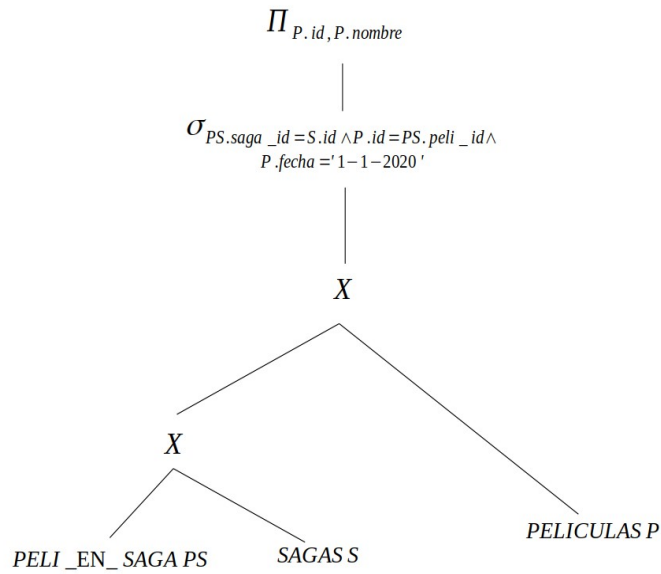 Π P.id,P.nombre
σ PS.saga_id=S.id∧P.id=PS.peli_id∧
P.fecha='1−1−2020'
X
X
PELI_EN_SAGA PS
SAGAS S
PELICULAS P